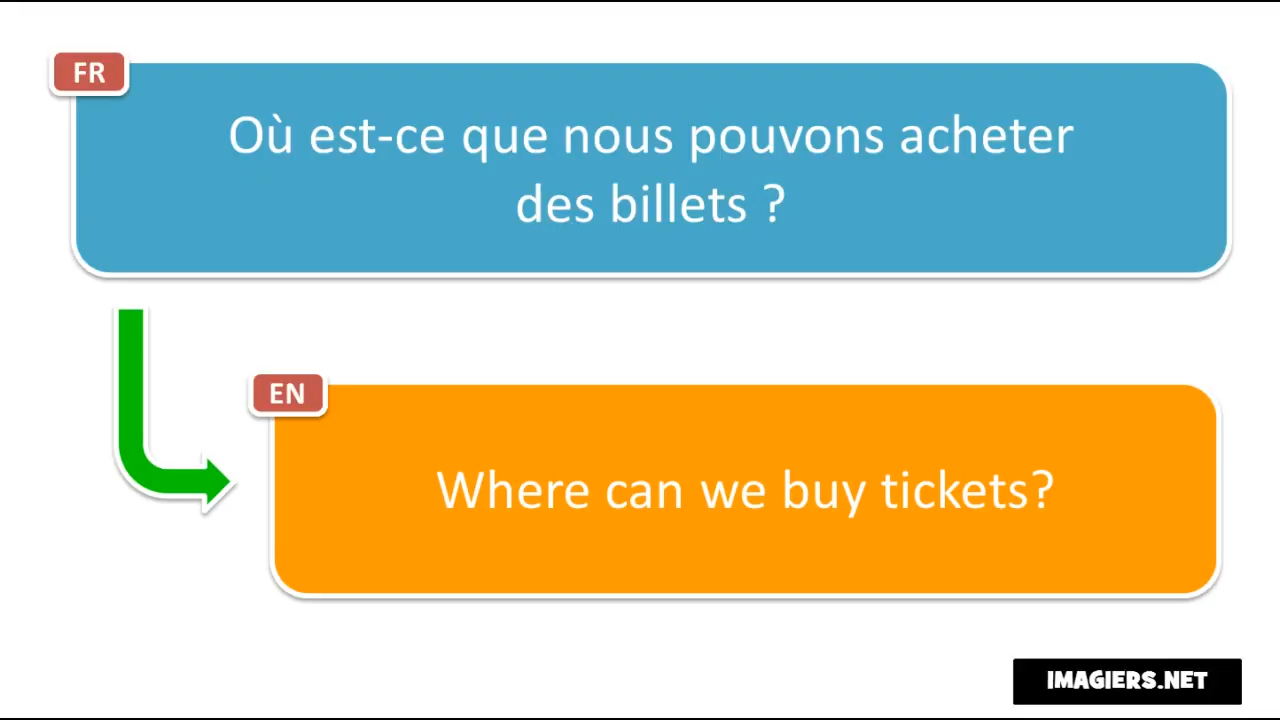 FR
Où est-ce que nous pouvons acheter
des billets ?
EN
Where can we buy tickets?
IMAGIERS.NET